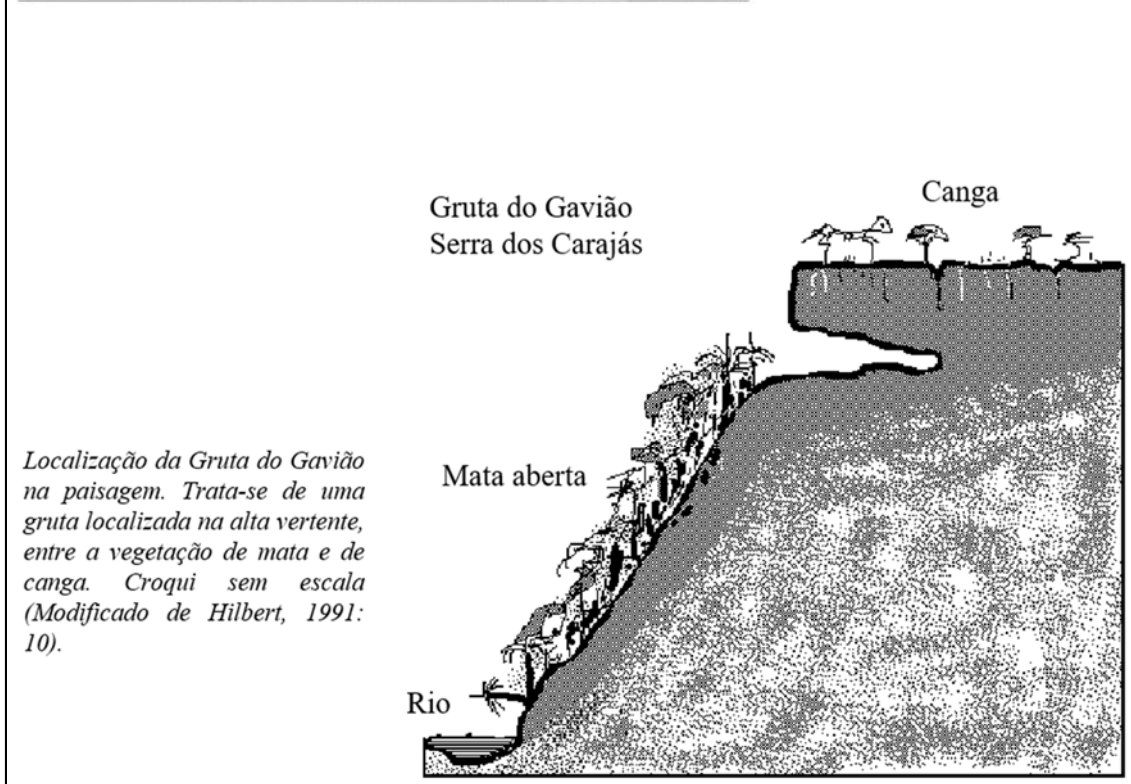 Gruta do Gavião
Serra dos Carajás
Canga
Mata aberta
Localização da Gruta do Gavião
na paisagem. Trata-se de uma
gruta localizada na alta vertente,
entre a vegetação de mata e de
canga. Croqui sem escala
(Modificado de Hilbert, 1991:
10).
Rio